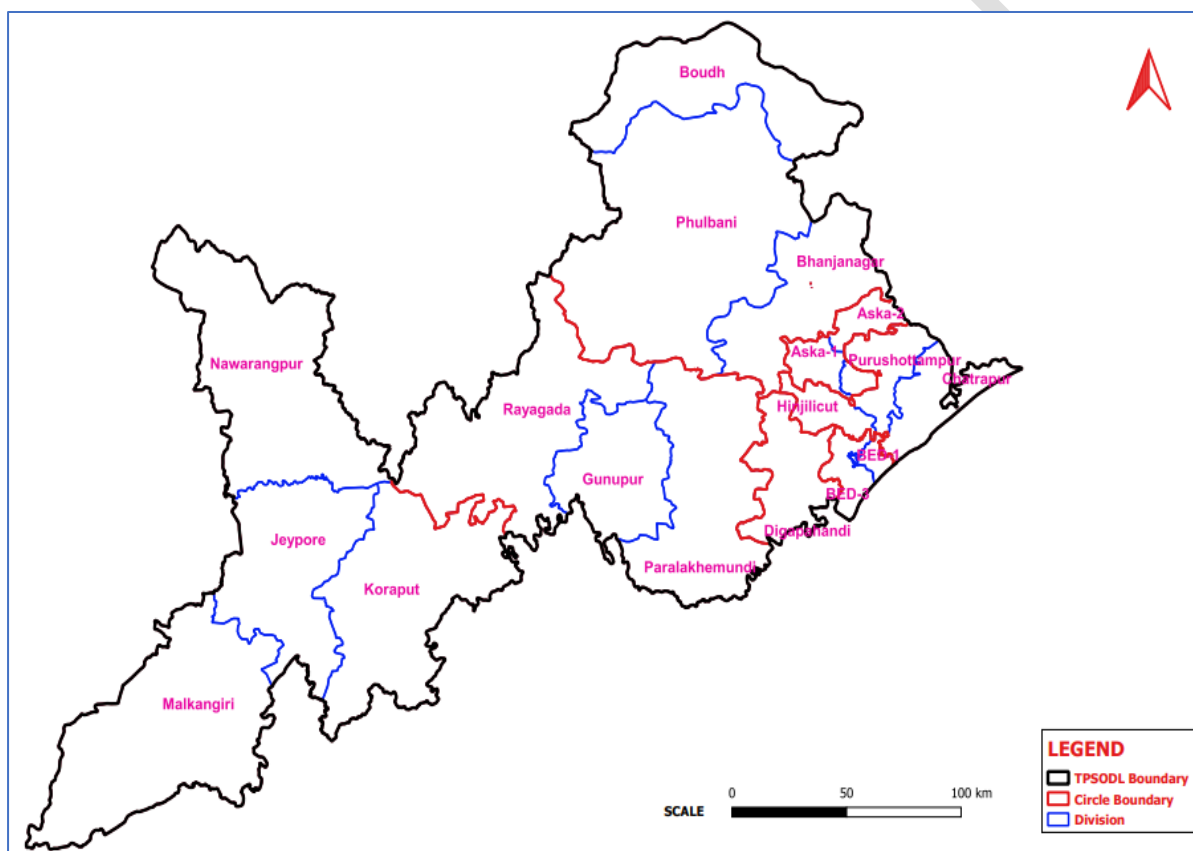 Boudh
Phulbani
Bhanjanagar
Aska-2
Nawarangpur
Aska-1
Purushottampur
Chatrapur
Rayagada
Hinjilicut
BED-1
Gunupur
BED-3
Digapahandi
Jeypore
Paralakhemundi
Koraput
Malkangiri
LEGEND
TPSODL Boundary
Circle Boundary
Division
SCALE
0 50 100 km